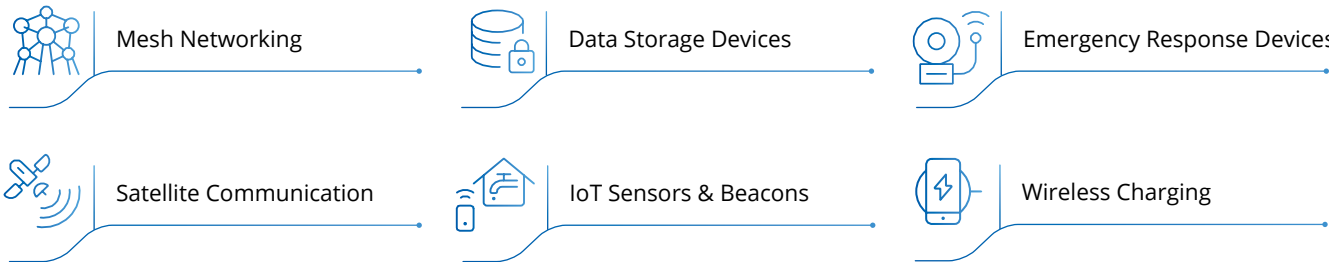 Mesh Networking
Data Storage Devices
Emergency Response Devices
Satellite Communication
IoT Sensors & Beacons
Wireless Charging